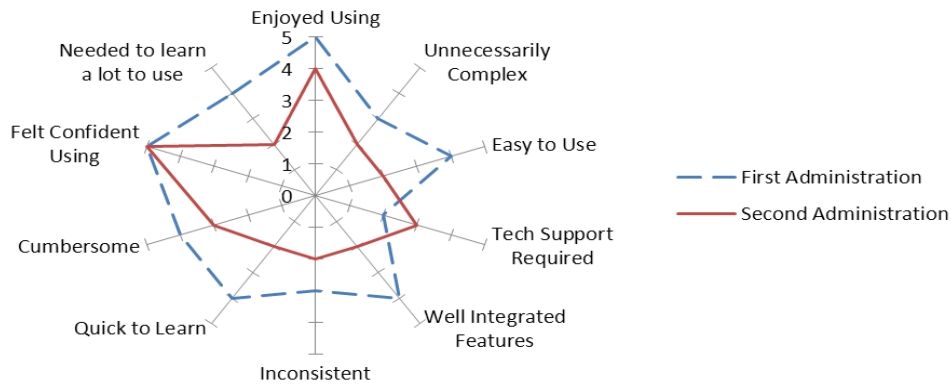 Enjoyed Using
Needed to learn
a lot to use
Unnecessarily
Complex
5
4
3
2
1
0
Felt Confident
Using
Easy to Use
First Administration
Second Administration
Cumbersome
Tech Support
Required
Quick to Learn
Well Integrated
Features
Inconsistent